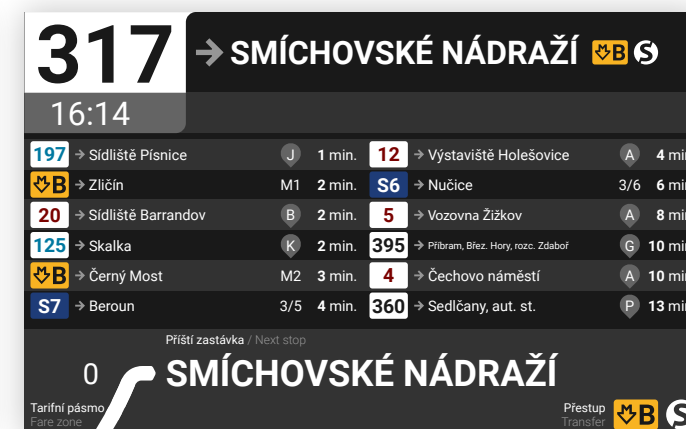 317
→ SMÍCHOVSKÉ NÁDRAŽÍ B S
16:14
197 → Sídliště Písnice J 1 min.
B → Zličín M1 2 min.
20 → Sídliště Barrandov B 2 min.
125 → Skalka K 2 min.
B → Černý Most M2 3 min.
S7 → Beroun 3/5 4 min.
12 → Výstaviště Holešovice A 4 min
S6 → Nučice 3/6 6 min
5 → Vozovna Žižkov A 8 min
395 → Příbram, Břez. Hory, rozc. Zdaboř G 10 min
4 → Čechovo náměstí A 10 min
360 → Sedlčany, aut. st. P 13 min
Příští zastávka / Next stop
0 SMÍCHOVSKÉ NÁDRAŽÍ
Tarifní pásmo
Fare zone
Přestup B S
Transfer